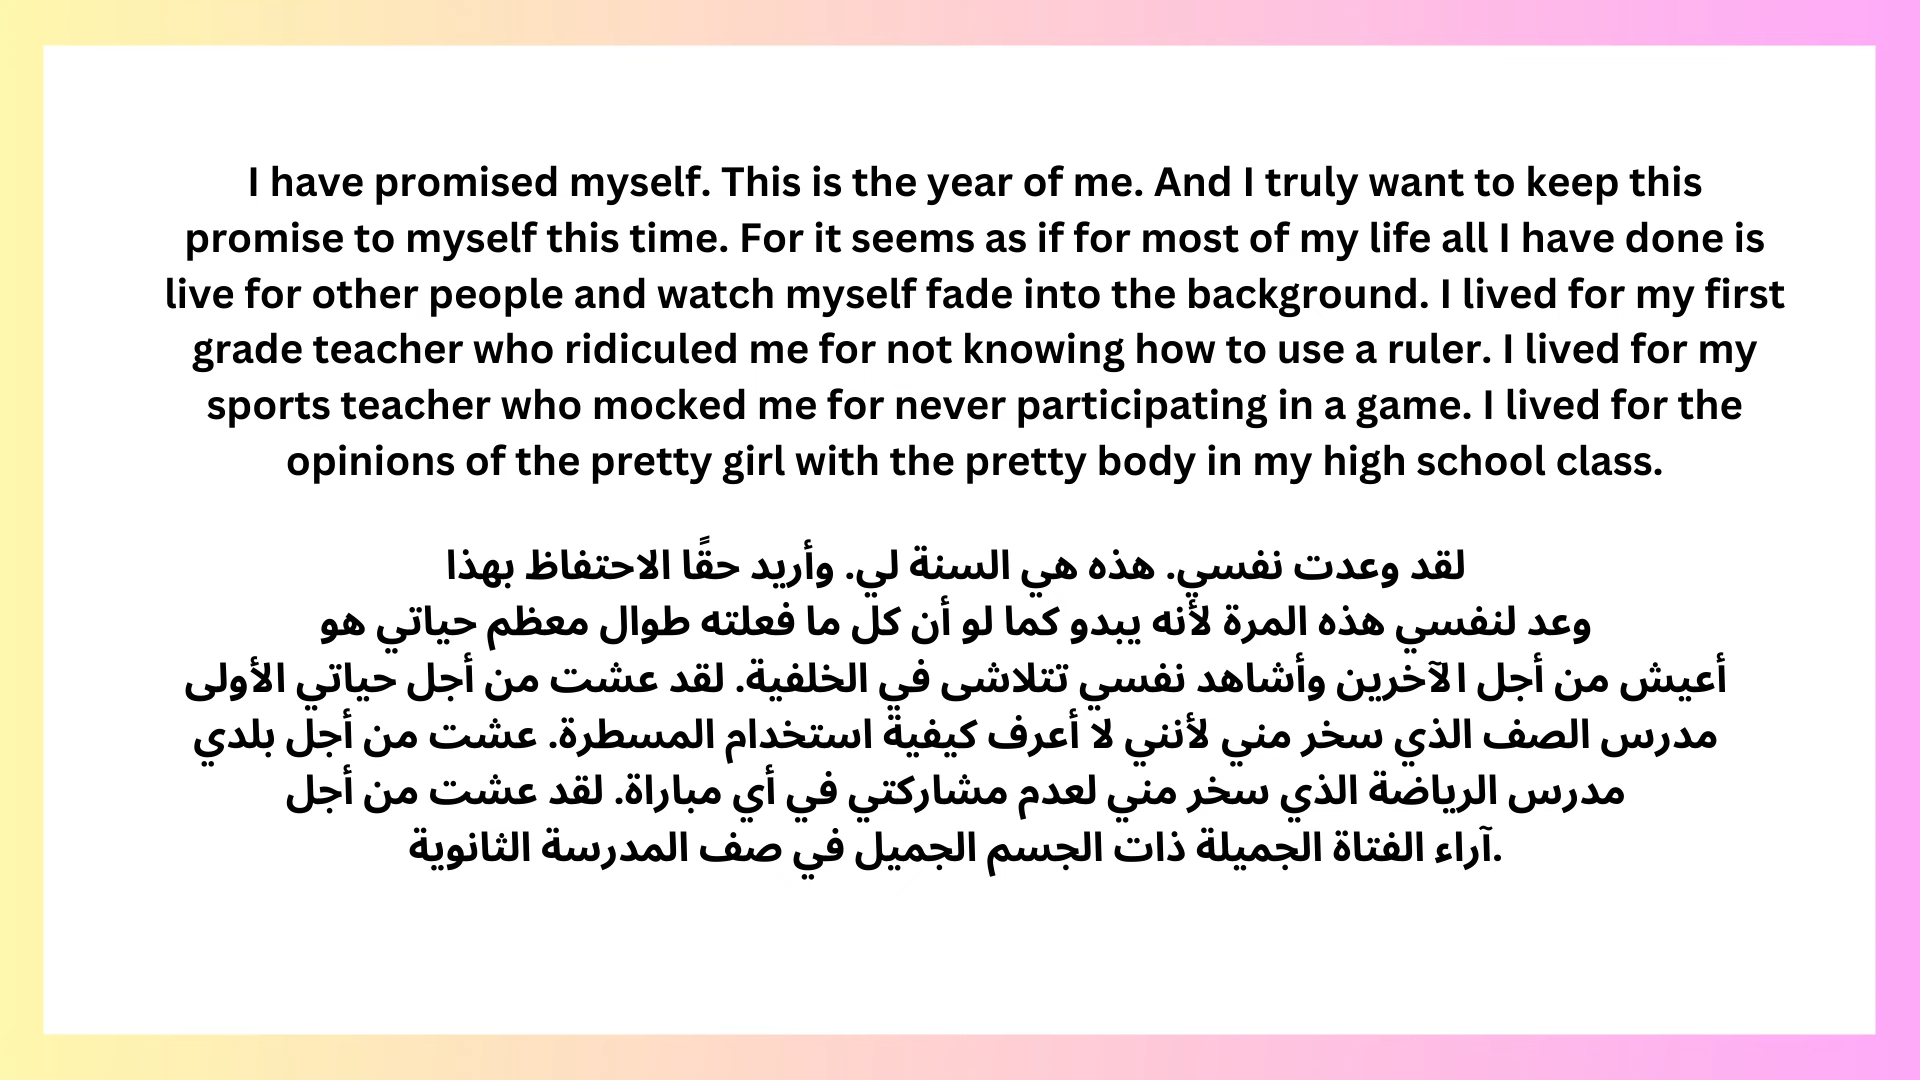 I have promised myself. This is the year of me. And I truly want to keep this
promise to myself this time. For it seems as if for most of my life all I have done is
live for other people and watch myself fade into the background. I lived for my first
grade teacher who ridiculed me for not knowing how to use a ruler. I lived for my
sports teacher who mocked me for never participating in a game. I lived for the
opinions of the pretty girl with the pretty body in my high school class.
لقد وعدت نفسي. هذه هي السنة لي. وأريد حقًا الاحتفاظ بهذا
وعد لنفسي هذه المرة لأنه يبدو كما لو أن كل ما فعلته طوال معظم حياتي هو
أعيش من أجل الآخرين وأشاهد نفسي تتلاشى في الخلفية. لقد عشت من أجل حياتي الأولى
مدرس الصف الذي سخر مني لأنني لا أعرف كيفية استخدام المسطرة. عشت من أجل بلدي
مدرس الرياضة الذي سخر مني لعدم مشاركتي في أي مباراة. لقد عشت من أجل
.آراء الفتاة الجميلة ذات الجسم الجميل في صف المدرسة الثانوية